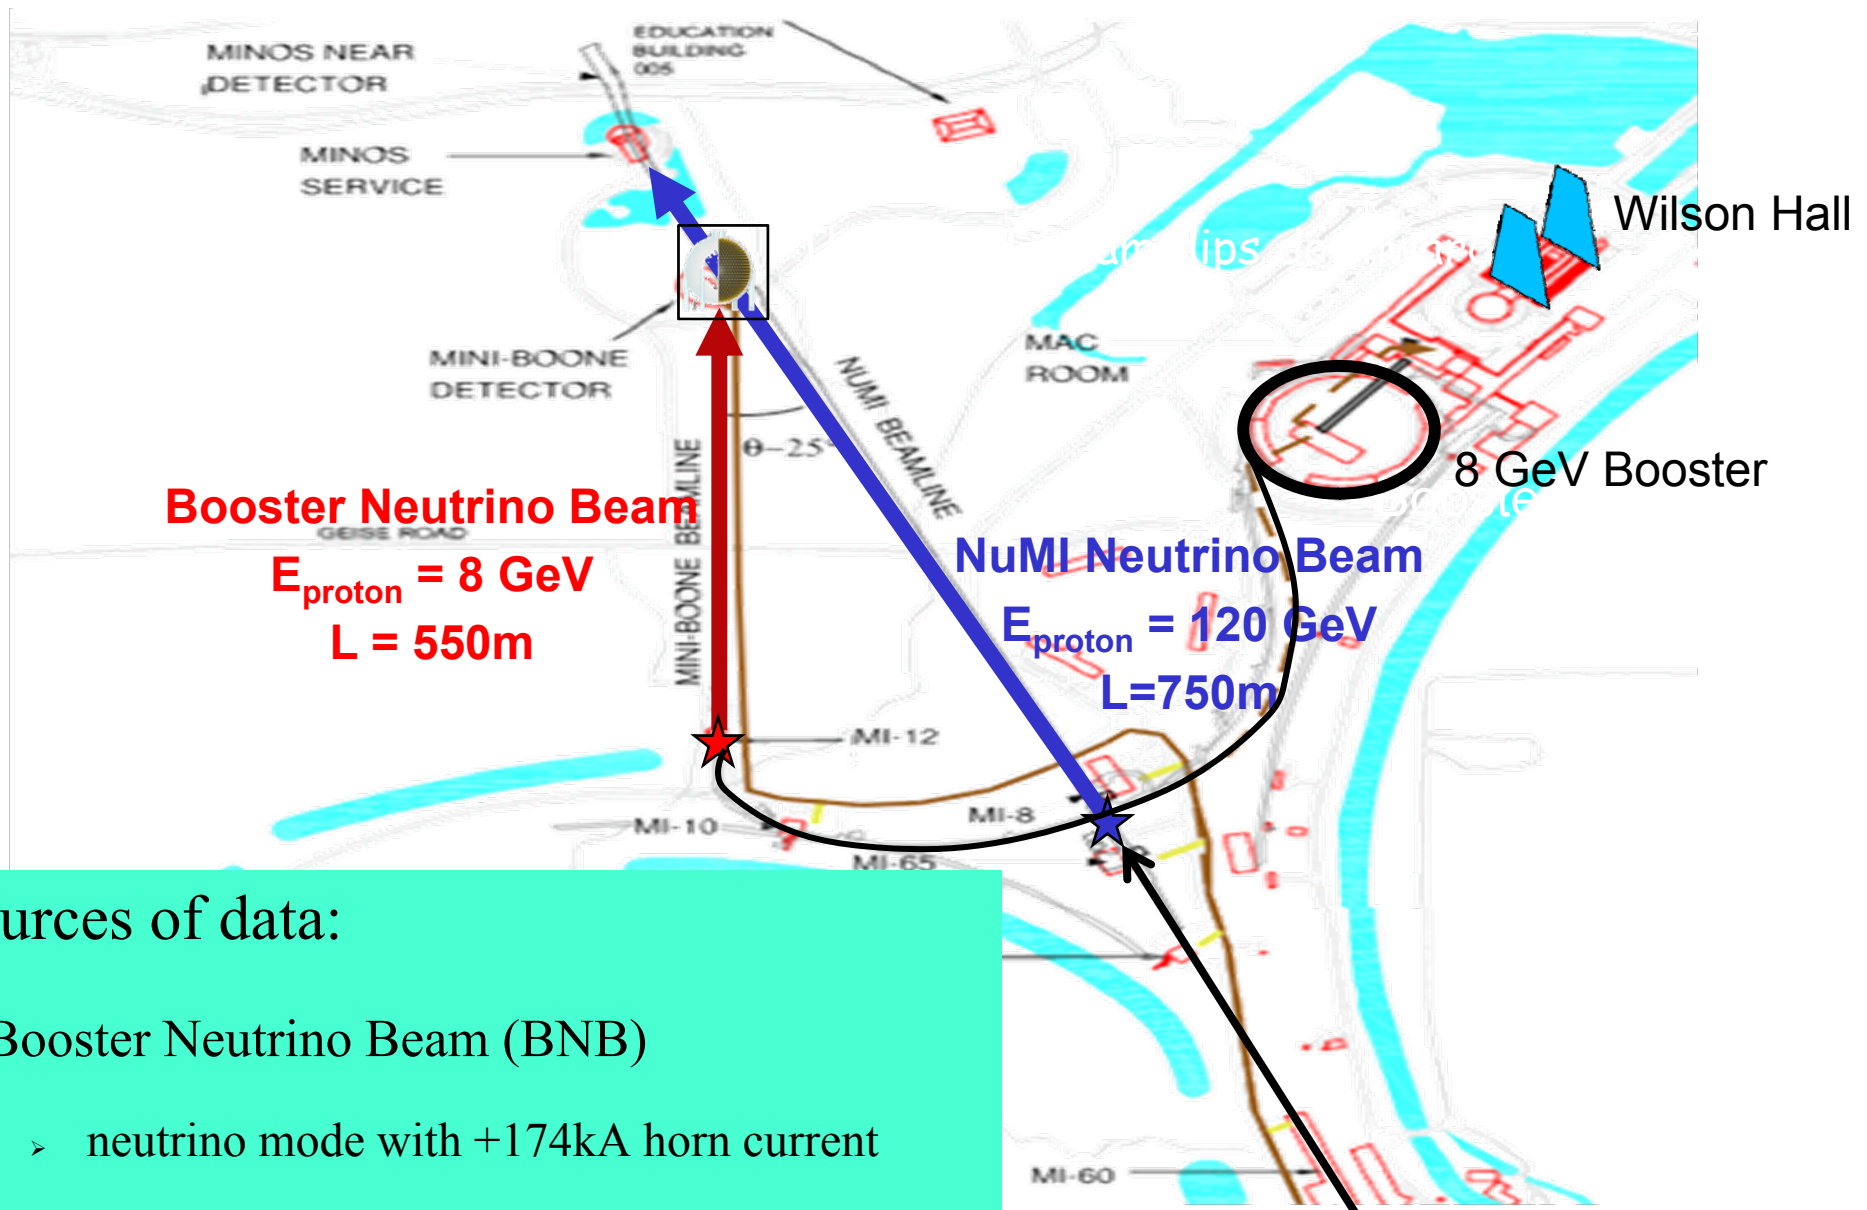 EDUCATION
BUILDING
005
MINOS NEAR
DETECTOR
MINOS
SERVICE
Wilson Hall
MINI-BOONE
DETECTOR
MAC
ROOM
NUMI BEAMLINE
θ~25°
MINI-BOONE BEAMLINE
8 GeV Booster
Booster Neutrino Beam
E_proton = 8 GeV
L = 550m
GEISE ROAD
NuMI Neutrino Beam
E_proton = 120 GeV
L=750m
MI-12
MI-10
MI-8
MI-65
urces of data:
Booster Neutrino Beam (BNB)
➢ neutrino mode with +174kA horn current
MI-60